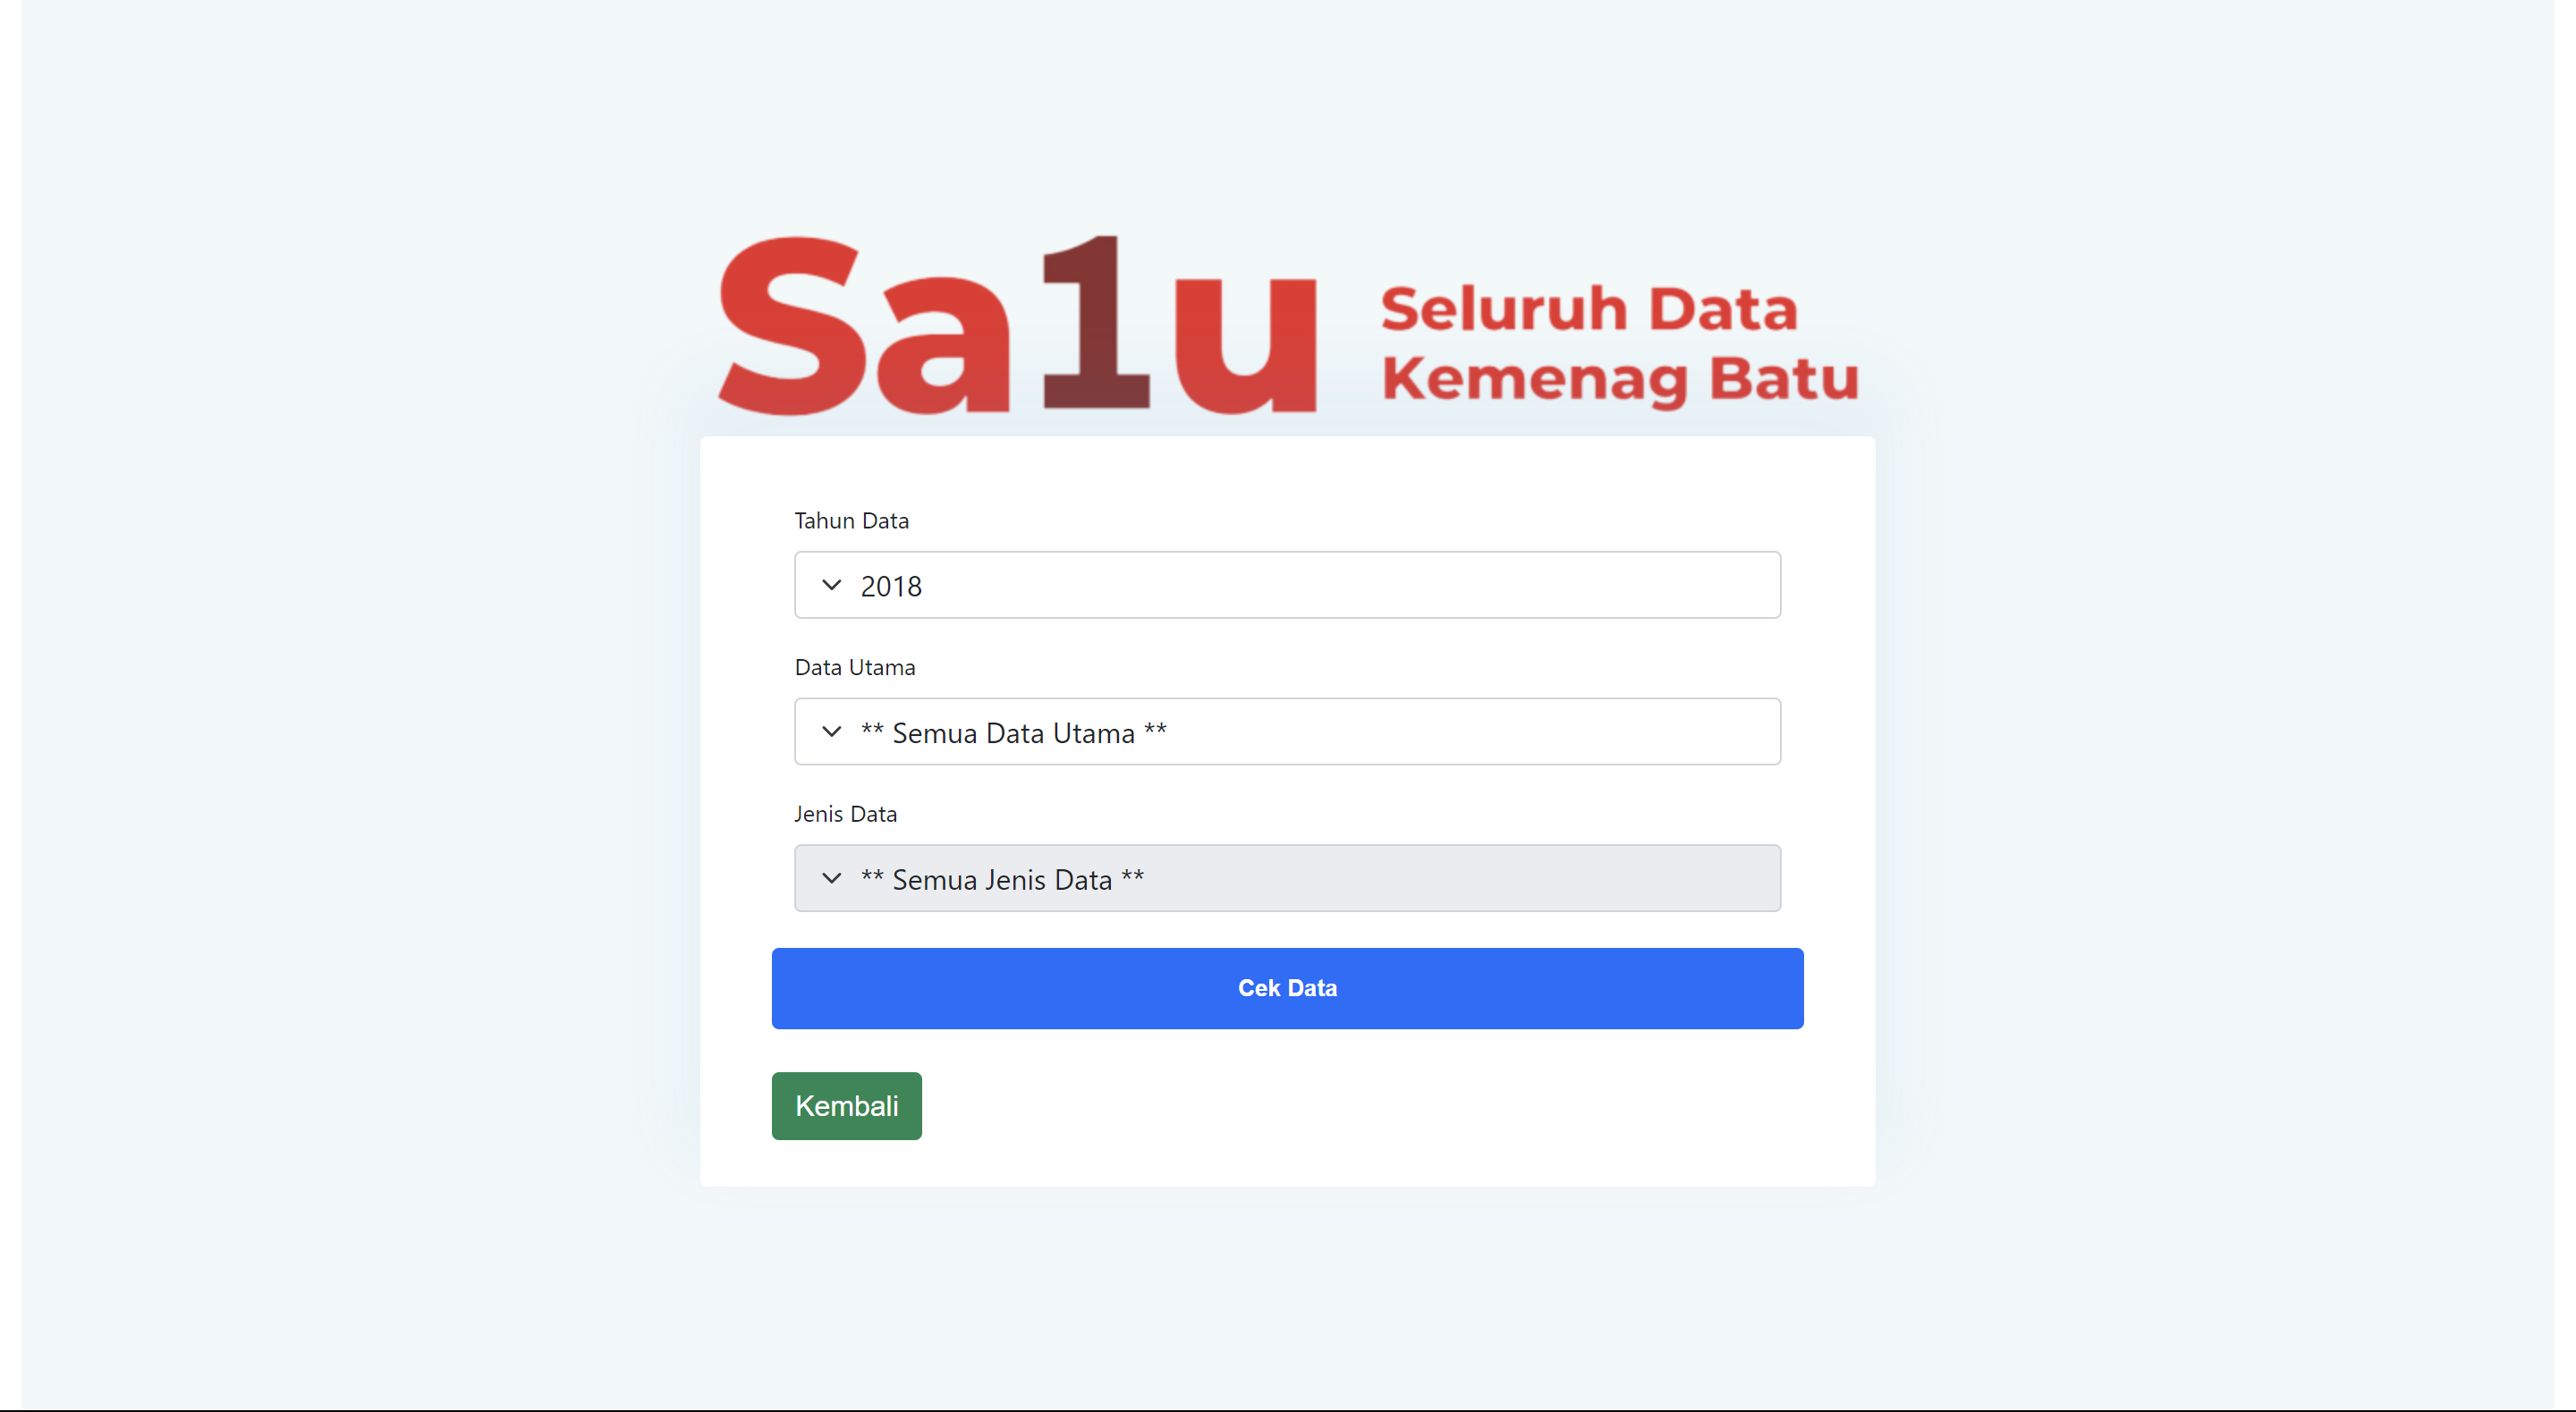 Sa1u
Seluruh Data
Kemenag Batu
Tahun Data
2018
Data Utama
** Semua Data Utama **
Jenis Data
** Semua Jenis Data **
Cek Data
Kembali